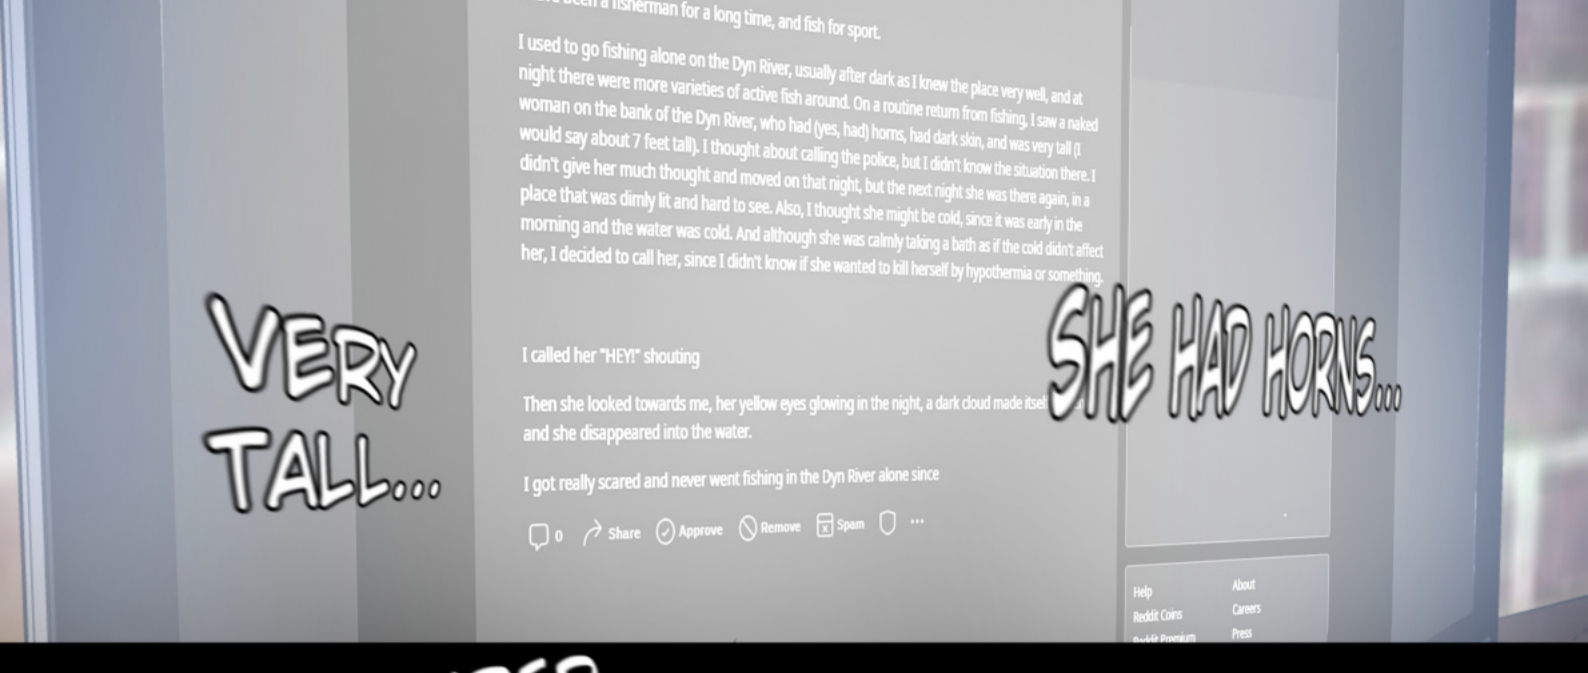 a fisherman for a long time, and fish for sport.
I used to go fishing alone on the Dyn River, usually after dark as I knew the place very well, and at
night there were more varieties of active fish around. On a routine return from fishing, I saw a naked
woman on the bank of the Dyn River, who had (yes, had) horns, had dark skin, and was very tall (I
would say about 7 feet tall). I thought about calling the police, but I didn't know the situation there. I
didn't give her much thought and moved on that night, but the next night she was there again, in a
place that was dimly lit and hard to see. Also, I thought she might be cold, since it was early in the
morning and the water was cold. And although she was calmly taking a bath as if the cold didn't affect
her, I decided to call her, since I didn't know if she wanted to kill herself by hypothermia or something.
VERY
TALL...
SHE HAD HORNS...
I called her "HEY!" shouting
Then she looked towards me, her yellow eyes glowing in the night, a dark cloud made
and she disappeared into the water.
I got really scared and never went fishing in the Dyn River alone since
0 Share Approve Remove Spam ...
Help About
Reddit Coins Careers
Reddit Premium Press